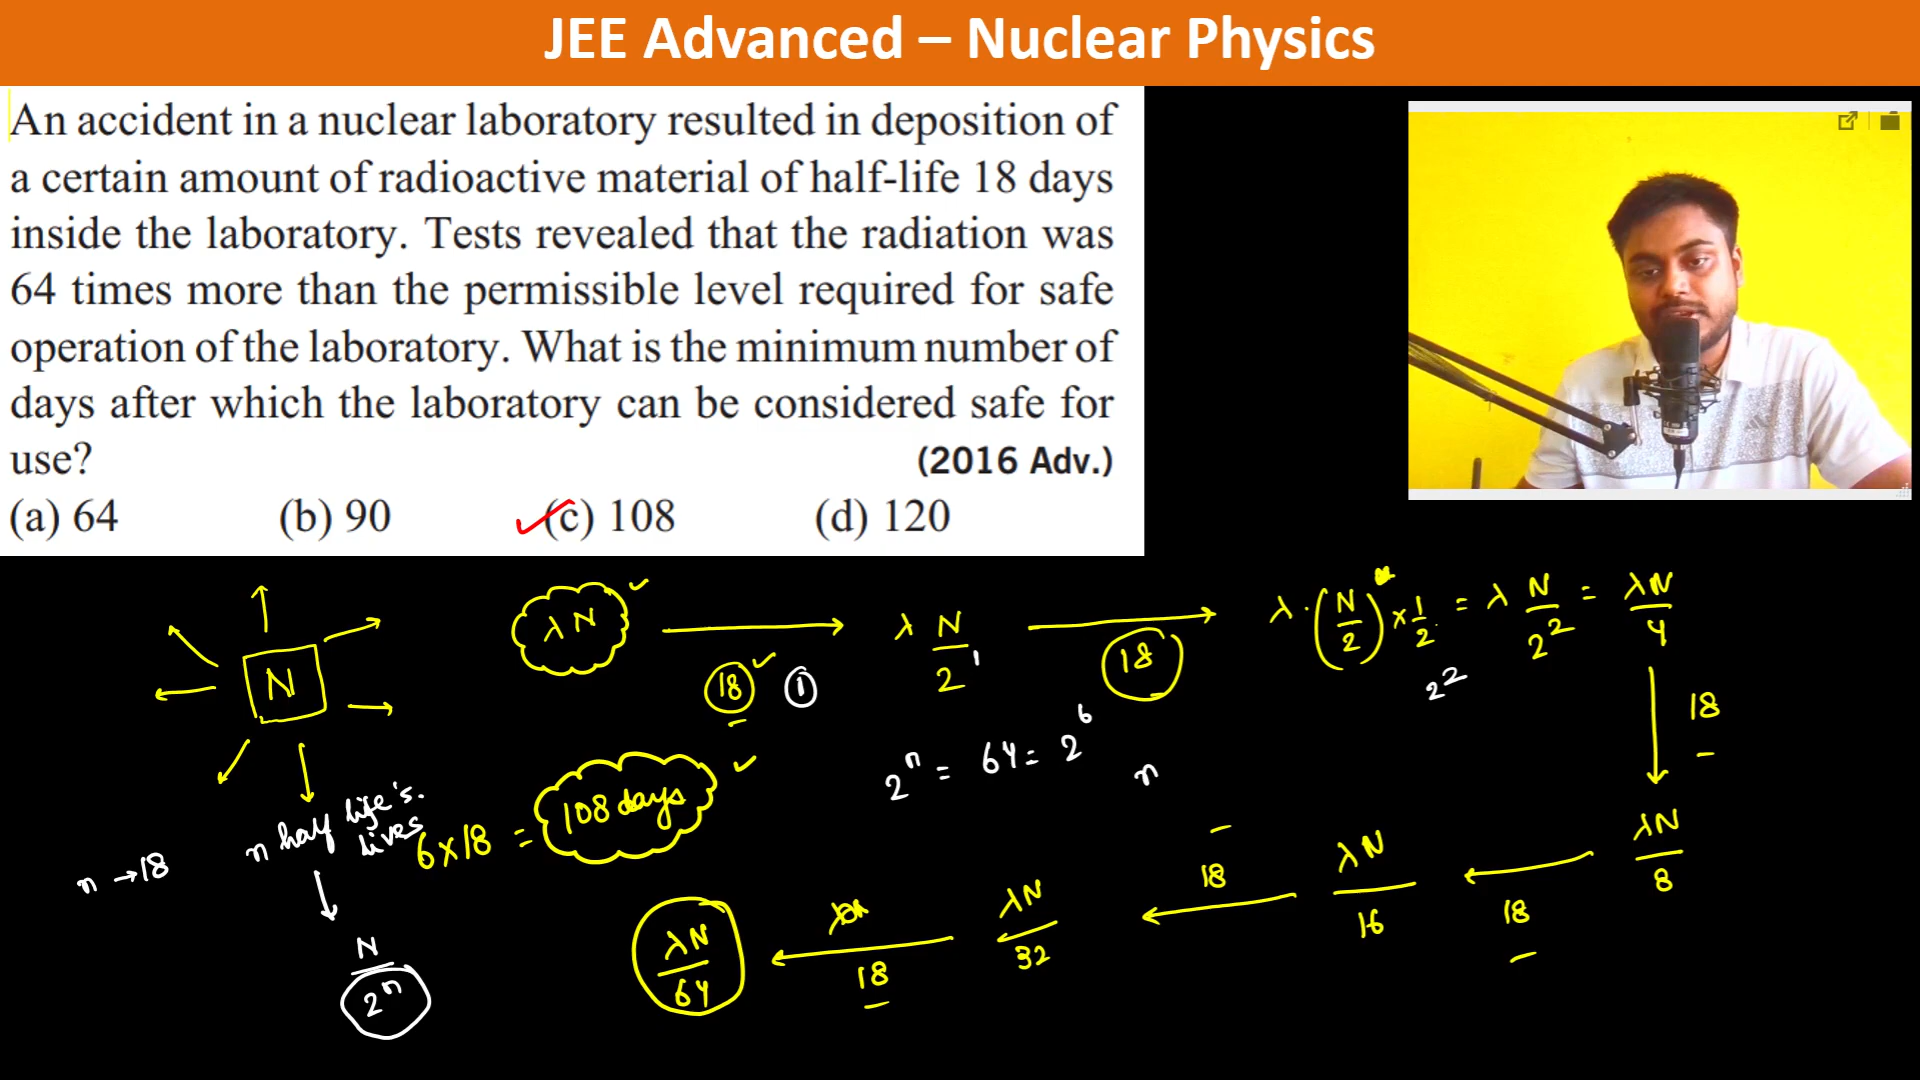 JEE Advanced – Nuclear Physics
An accident in a nuclear laboratory resulted in deposition of
a certain amount of radioactive material of half-life 18 days
inside the laboratory. Tests revealed that the radiation was
64 times more than the permissible level required for safe
operation of the laboratory. What is the minimum number of
days after which the laboratory can be considered safe for
use? (2016 Adv.)
(a) 64 (b) 90 (c) 108 (d) 120
λN → λ N/2¹ → λ·(N/2) × 1/2 = λ N/2² = λN/4
18 ① 18 2² 18
N
2ⁿ = 64 = 2⁶ n
n half life's.
lives
6×18 = 108 days
n → 18
N/2ⁿ
λN/64 ← λN/32 ← λN/16 ← λN/8
18 18 18